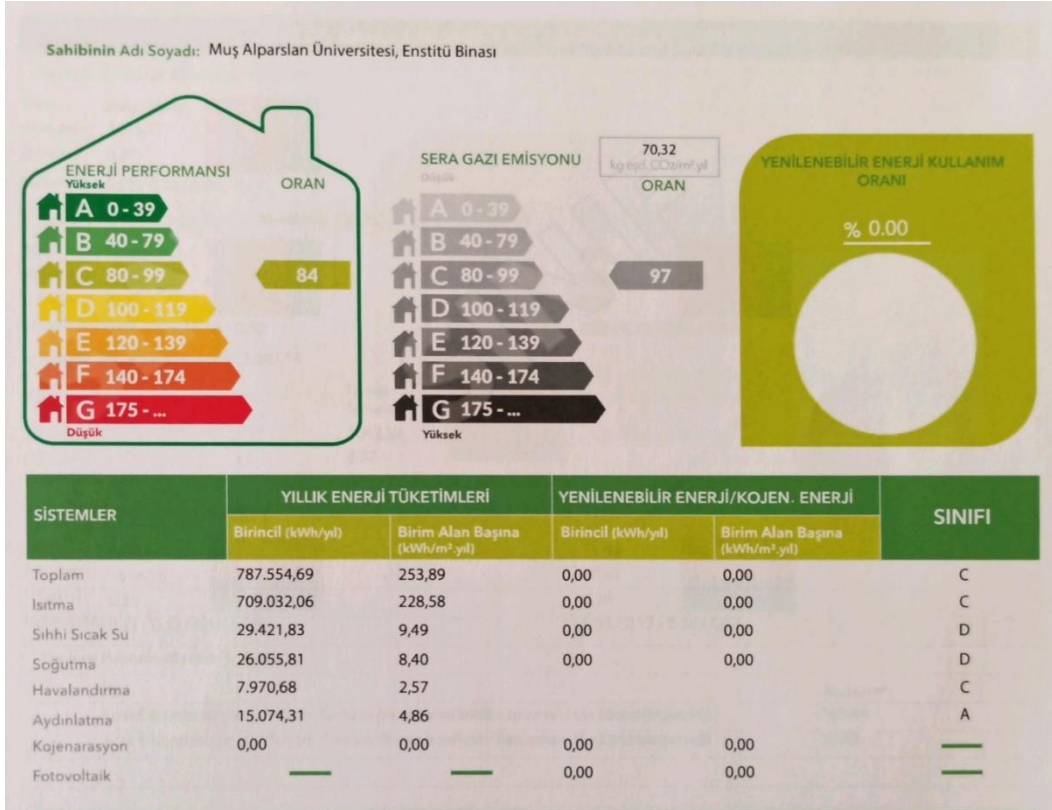 Sahibinin Adı Soyadı: Muş Alparslan Üniversitesi, Enstitü Binası
ENERJİ PERFORMANSI
Yüksek
ORAN
A 0 - 39
B 40 - 79
C 80 - 99
84
D 100 - 119
E 120 - 139
F 140 - 174
G 175 - ...
Düşük
SERA GAZI EMİSYONU
Düşük
70,32
kg eşd. CO2/m².yıl
ORAN
A 0 - 39
B 40 - 79
C 80 - 99
97
D 100 - 119
E 120 - 139
F 140 - 174
G 175 - ...
Yüksek
YENİLENEBİLİR ENERJİ KULLANIM
ORANI
% 0.00
SİSTEMLER
YILLIK ENERJİ TÜKETİMLERİ
YENİLENEBİLİR ENERJİ/KOJEN. ENERJİ
SINIFI
Birincil (kWh/yıl)
Birim Alan Başına
(kWh/m².yıl)
Birincil (kWh/yıl)
Birim Alan Başına
(kWh/m².yıl)
Toplam 787.554,69 253,89 0,00 0,00 C
Isıtma 709.032,06 228,58 0,00 0,00 C
Sıhhi Sıcak Su 29.421,83 9,49 0,00 0,00 D
Soğutma 26.055,81 8,40 0,00 0,00 D
Havalandırma 7.970,68 2,57 C
Aydınlatma 15.074,31 4,86 A
Kojenarasyon 0,00 0,00 0,00 0,00
Fotovoltaik 0,00 0,00